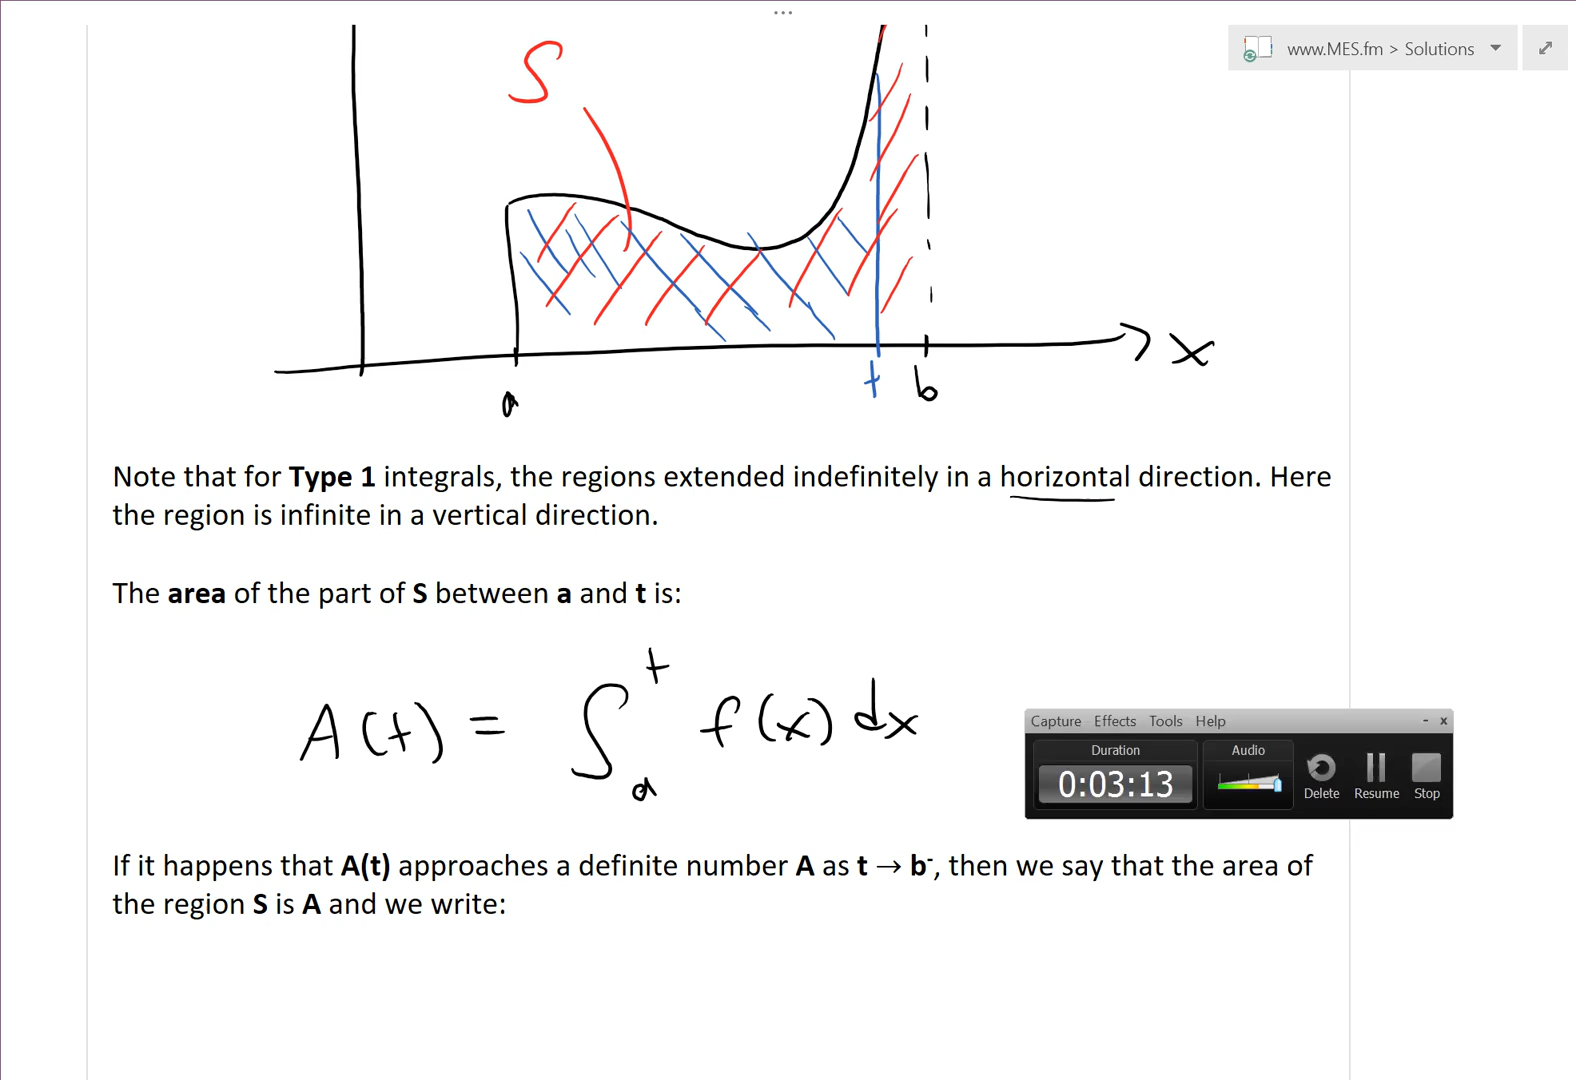 ...
www.MES.fm > Solutions
S
a
t
b
x
Note that for Type 1 integrals, the regions extended indefinitely in a horizontal direction. Here
the region is infinite in a vertical direction.
The area of the part of S between a and t is:
A(t) = ∫ₐᵗ f(x) dx
Capture Effects Tools Help - x
Duration Audio
0:03:13
Delete Resume Stop
If it happens that A(t) approaches a definite number A as t → b⁻, then we say that the area of
the region S is A and we write: